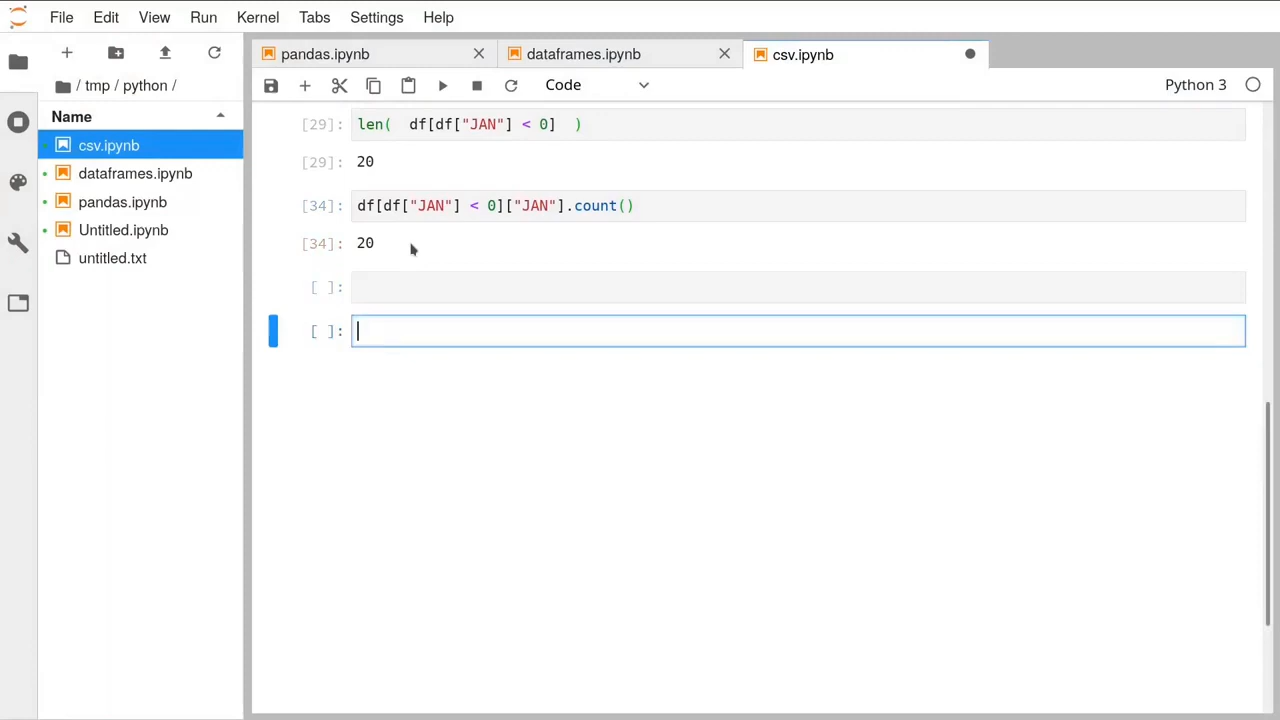 File Edit View Run Kernel Tabs Settings Help
pandas.ipynb dataframes.ipynb csv.ipynb
/ tmp / python /
Code
Python 3
Name
csv.ipynb
dataframes.ipynb
pandas.ipynb
Untitled.ipynb
untitled.txt
[29]: len(  df[df["JAN"] < 0]  )
[29]: 20
[34]: df[df["JAN"] < 0]["JAN"].count()
[34]: 20
[ ]:
[ ]: